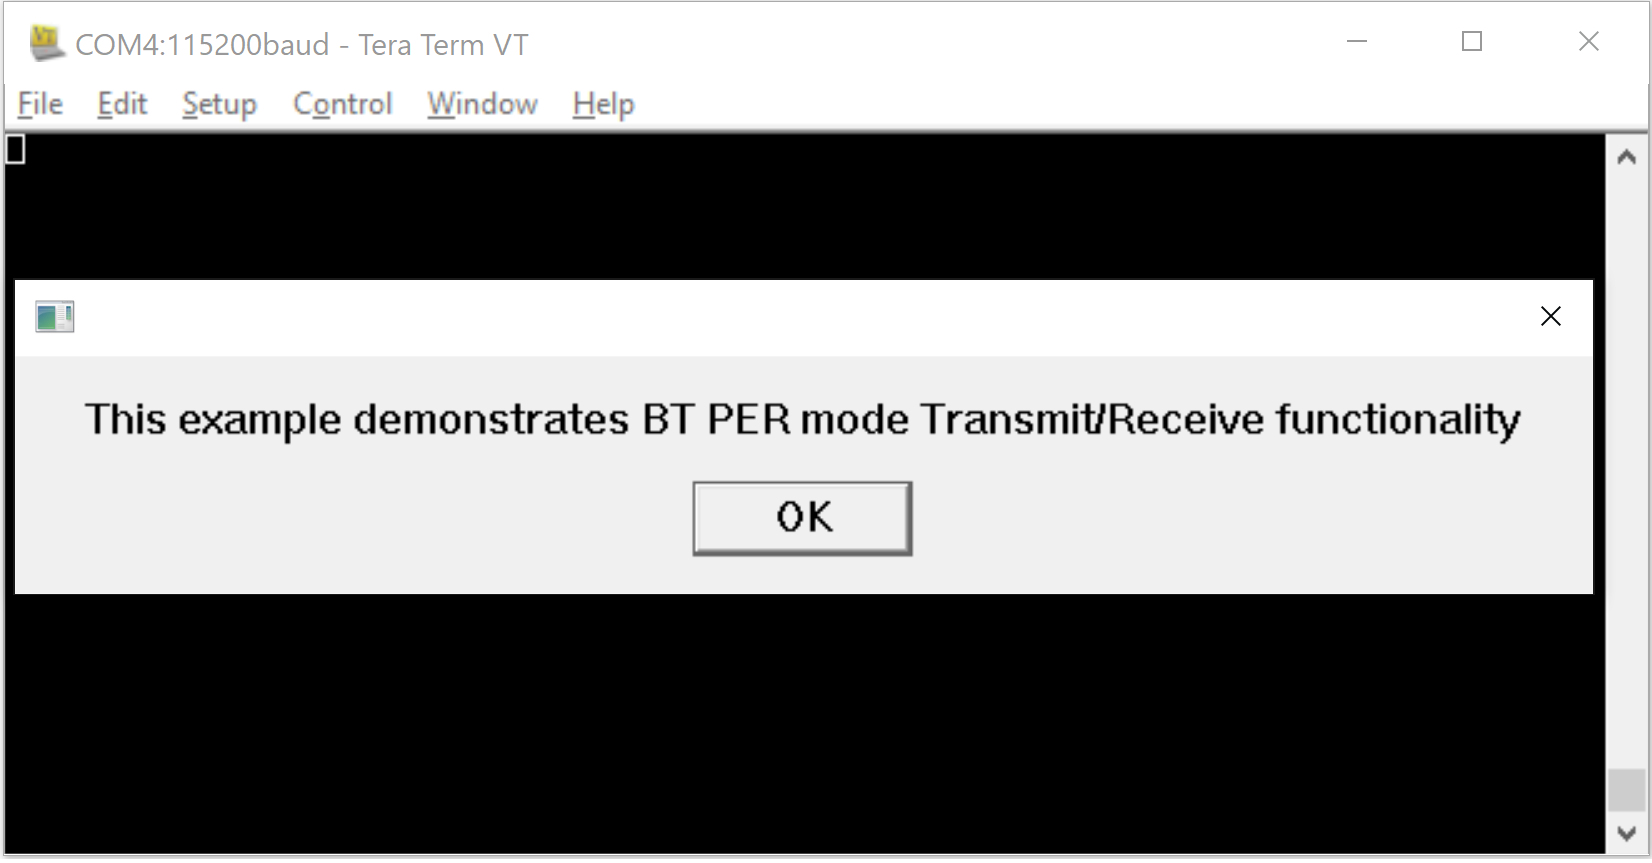 COM4:115200baud - Tera Term VT
File Edit Setup Control Window Help
This example demonstrates BT PER mode Transmit/Receive functionality
OK